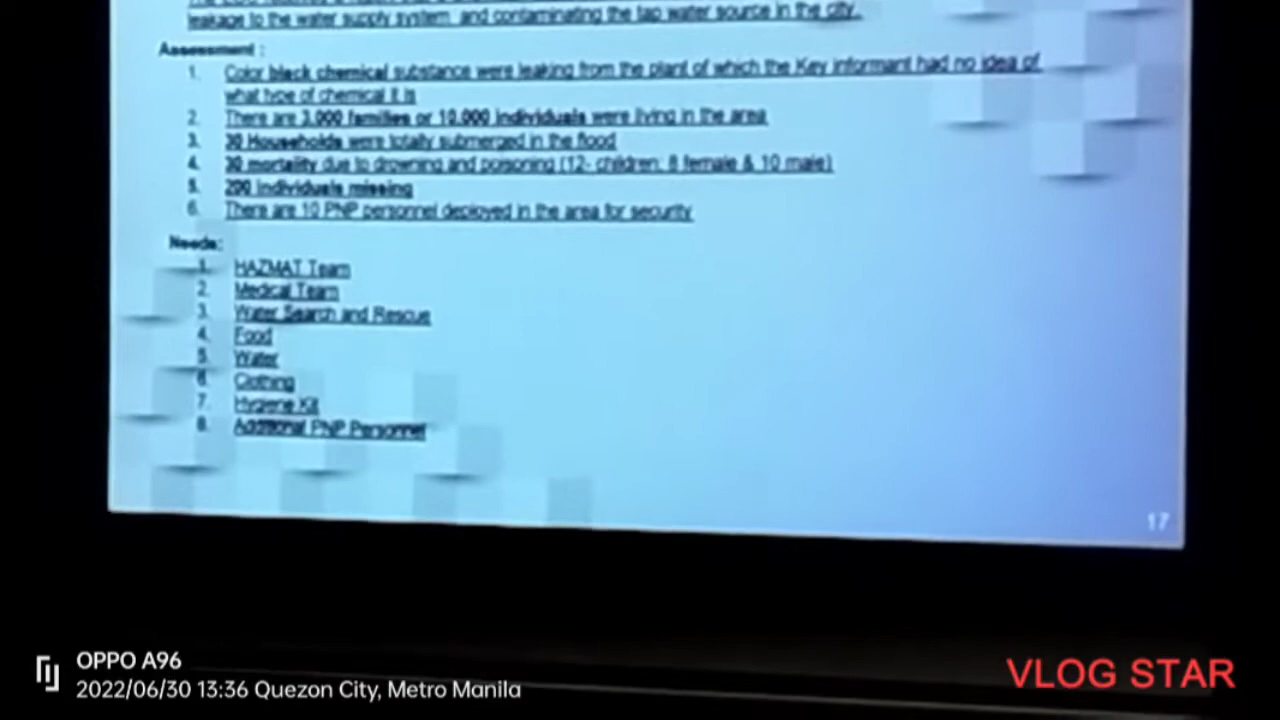 leakage to the water supply system and contaminating the tap water source in the city.
Assessment :
1. Color black chemical substance were leaking from the plant of which the Key informant had no idea of
what type of chemical it is
2. There are 3,000 families or 10,000 individuals were living in the area
3. 30 Households were totally submerged in the flood
4. 30 mortality due to drowning and poisoning (12- children, 8 female & 10 male)
5. 200 individuals missing
6. There are 10 PNP personnel deployed in the area for security
Needs:
1. HAZMAT Team
2. Medical Team
3. Water Search and Rescue
4. Food
5. Water
6. Clothing
7. Hygiene Kit
8. Additional PNP Personnel
17
OPPO A96
2022/06/30 13:36 Quezon City, Metro Manila
VLOG STAR